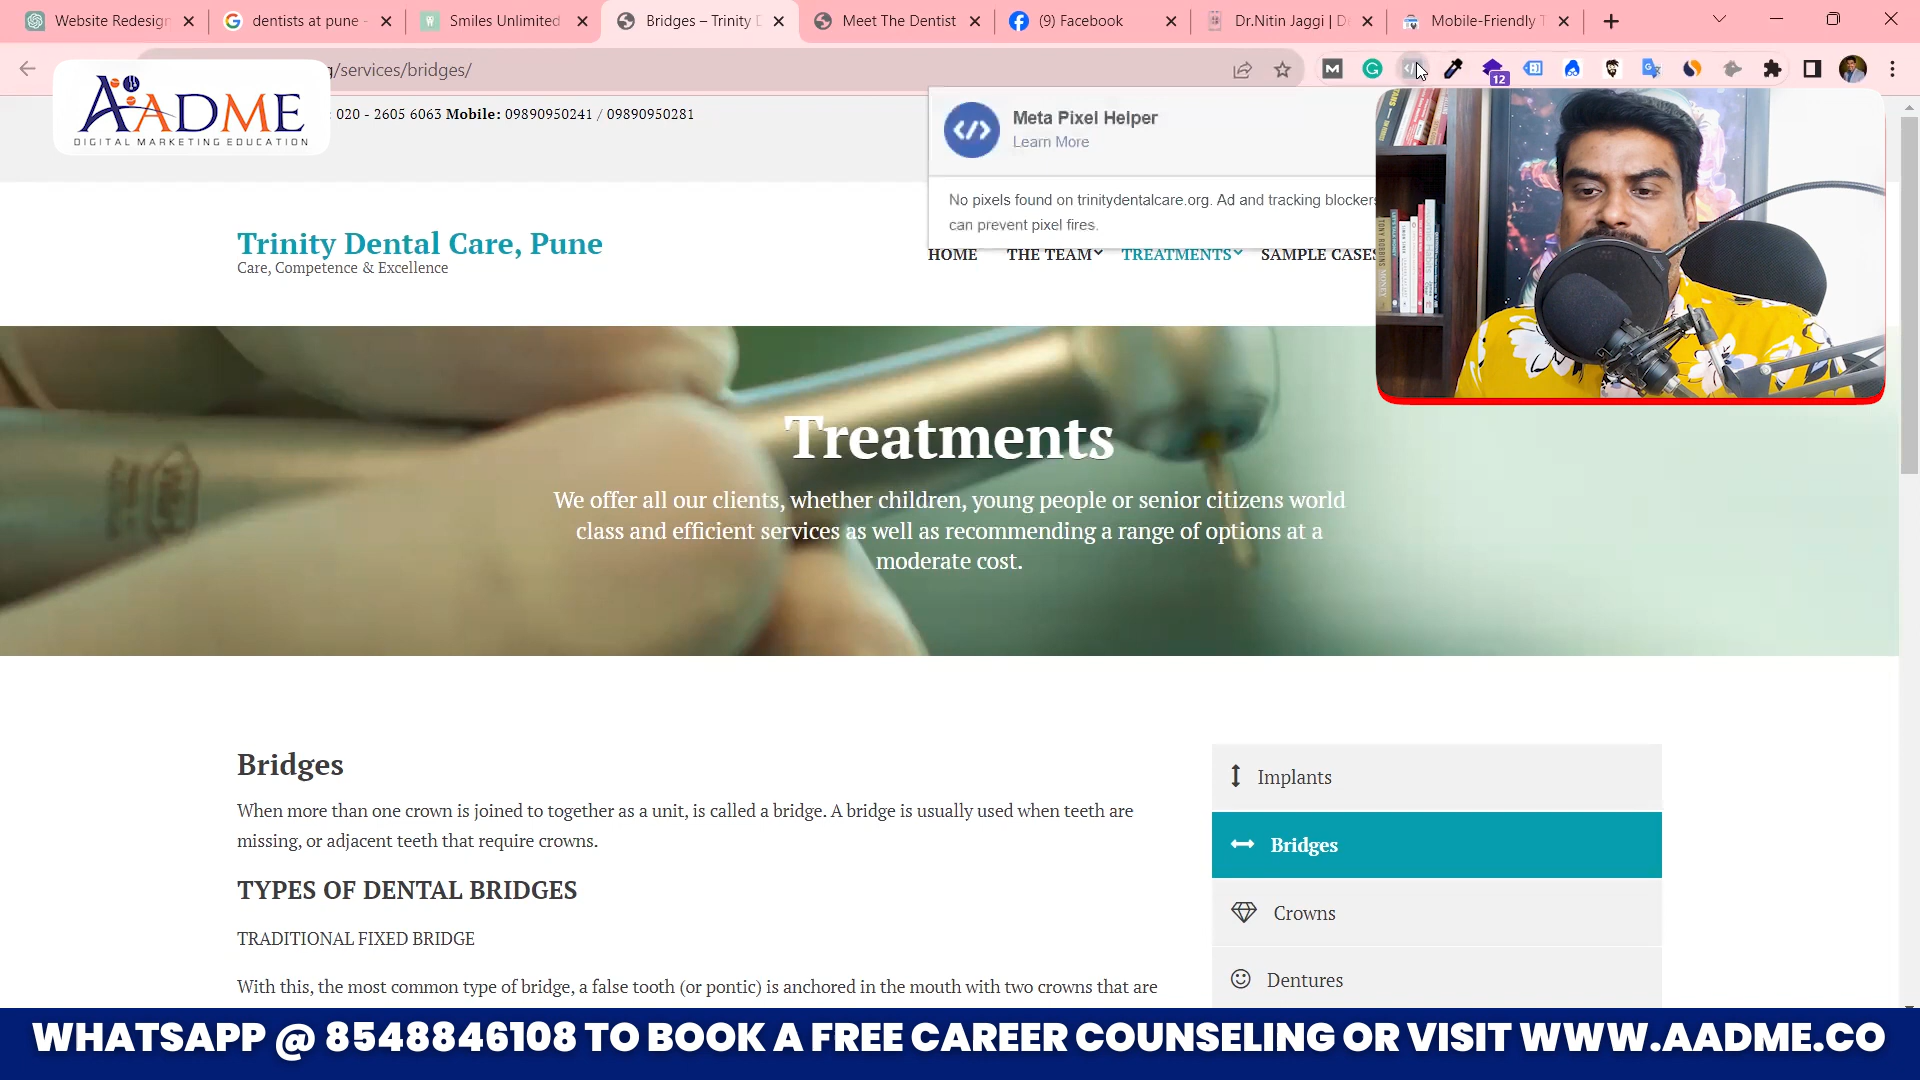 Website Redesign
dentists at pune -
Smiles Unlimited
Bridges – Trinity D
Meet The Dentist
(9) Facebook
Dr.Nitin Jaggi | D
Mobile-Friendly T
g/services/bridges/
12
AADME
DIGITAL MARKETING EDUCATION
: 020 - 2605 6063 Mobile: 09890950241 / 09890950281
Meta Pixel Helper
Learn More
No pixels found on trinitydentalcare.org. Ad and tracking blockers
can prevent pixel fires.
Trinity Dental Care, Pune
Care, Competence & Excellence
HOME
THE TEAM
TREATMENTS
SAMPLE CASES
Treatments
We offer all our clients, whether children, young people or senior citizens world
class and efficient services as well as recommending a range of options at a
moderate cost.
Bridges
When more than one crown is joined to together as a unit, is called a bridge. A bridge is usually used when teeth are
missing, or adjacent teeth that require crowns.
TYPES OF DENTAL BRIDGES
TRADITIONAL FIXED BRIDGE
With this, the most common type of bridge, a false tooth (or pontic) is anchored in the mouth with two crowns that are
Implants
Bridges
Crowns
Dentures
WHATSAPP @ 8548846108 TO BOOK A FREE CAREER COUNSELING OR VISIT WWW.AADME.CO